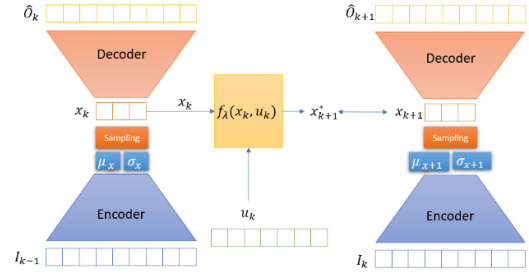 Ô_k
Decoder
x_k
Sampling
μ_x σ_x
Encoder
I_{k-1}
x_k
f_λ(x_k, u_k)
x*_{k+1}
u_k
Ô_{k+1}
Decoder
x_{k+1}
Sampling
μ_{x+1} σ_{x+1}
Encoder
I_k